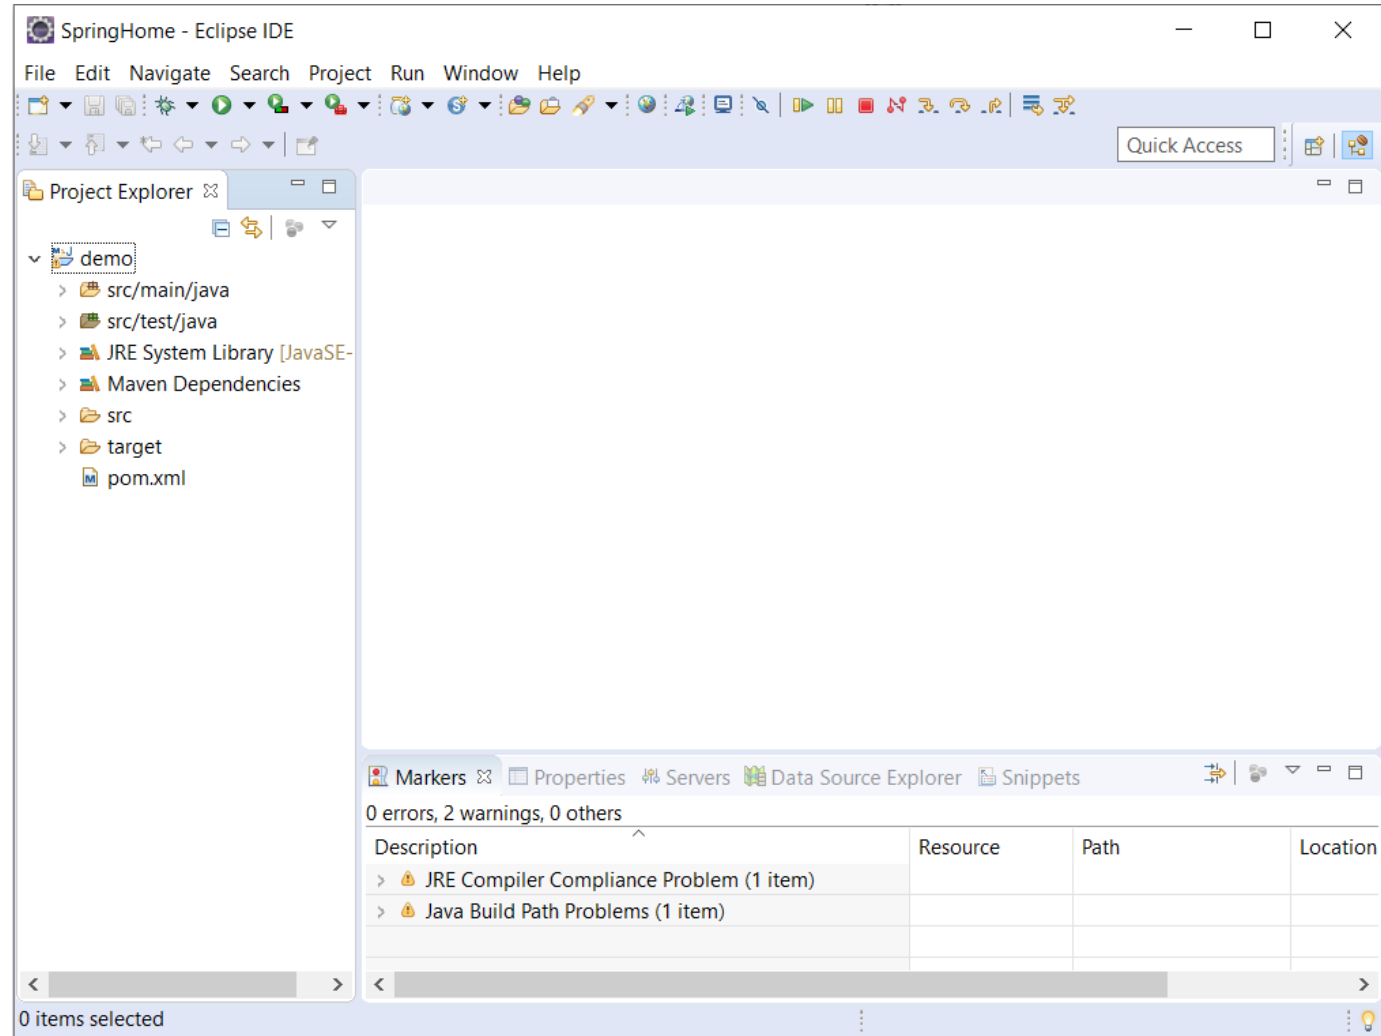 SpringHome - Eclipse IDE
File Edit Navigate Search Project Run Window Help
Quick Access
Project Explorer
demo
src/main/java
src/test/java
JRE System Library [JavaSE-
Maven Dependencies
src
target
pom.xml
Markers Properties Servers Data Source Explorer Snippets
0 errors, 2 warnings, 0 others
Description Resource Path Location
JRE Compiler Compliance Problem (1 item)
Java Build Path Problems (1 item)
0 items selected